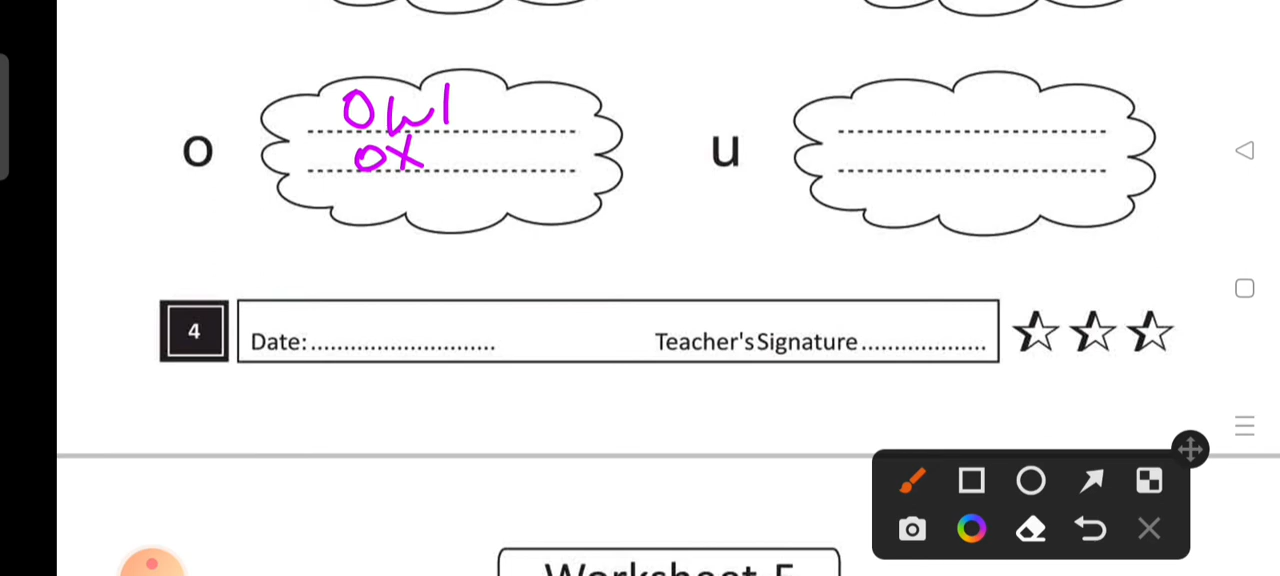 owl
o
u
ox
4
Date:............................
Teacher's Signature...................
Worksheet-5